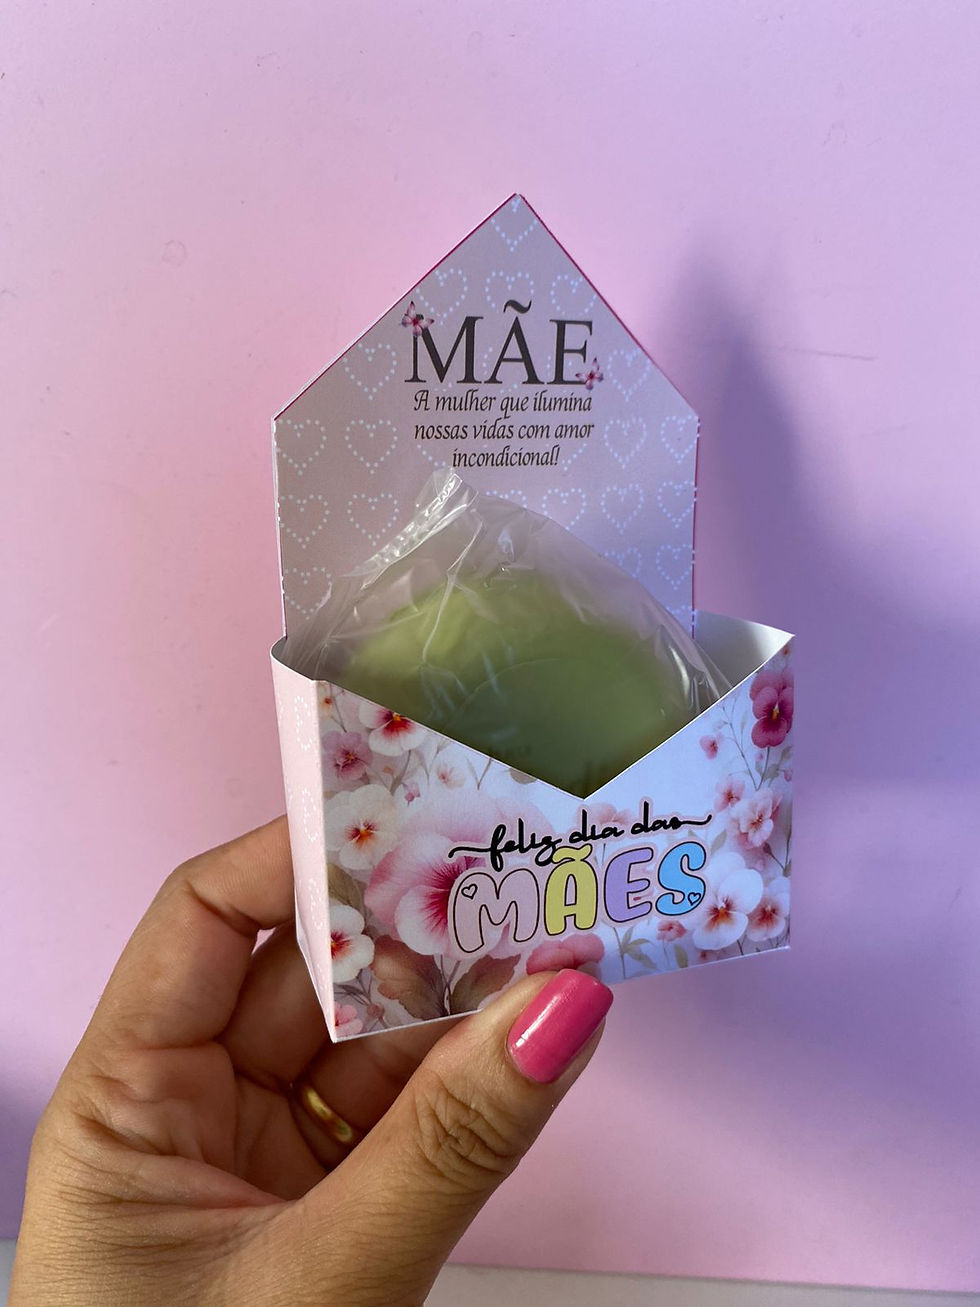 MÃE
A mulher que ilumina
nossas vidas com amor
incondicional!
feliz dia das
MÃES